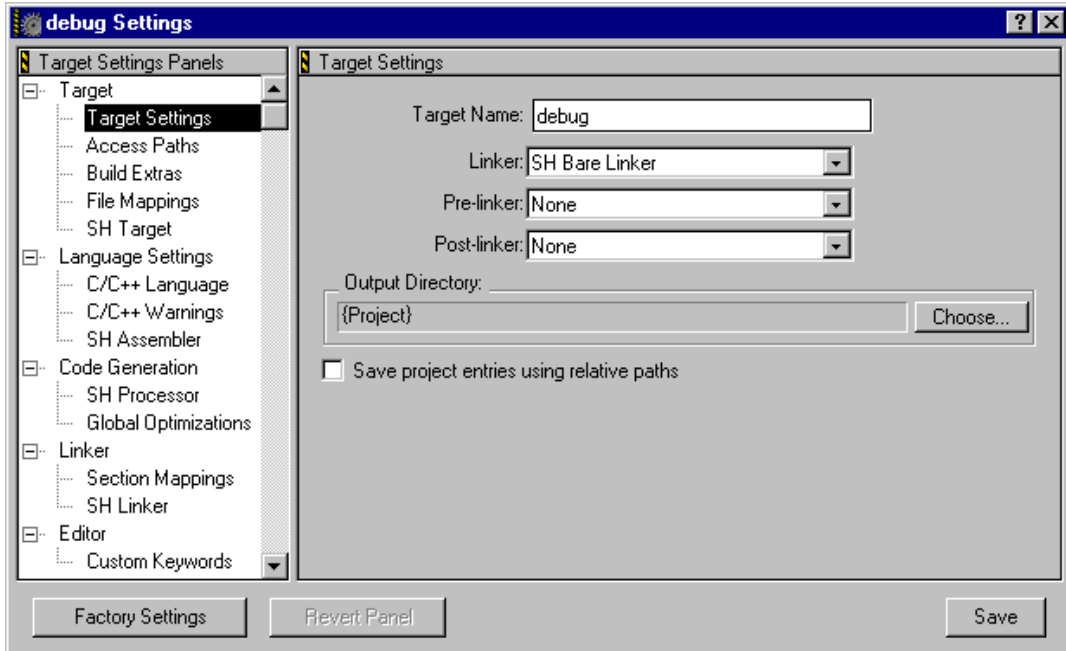 debug Settings
Target Settings Panels
Target
Target Settings
Access Paths
Build Extras
File Mappings
SH Target
Language Settings
C/C++ Language
C/C++ Warnings
SH Assembler
Code Generation
SH Processor
Global Optimizations
Linker
Section Mappings
SH Linker
Editor
Custom Keywords
Target Settings
Target Name: debug
Linker: SH Bare Linker
Pre-linker: None
Post-linker: None
Output Directory:
{Project}
Choose...
Save project entries using relative paths
Factory Settings
Revert Panel
Save